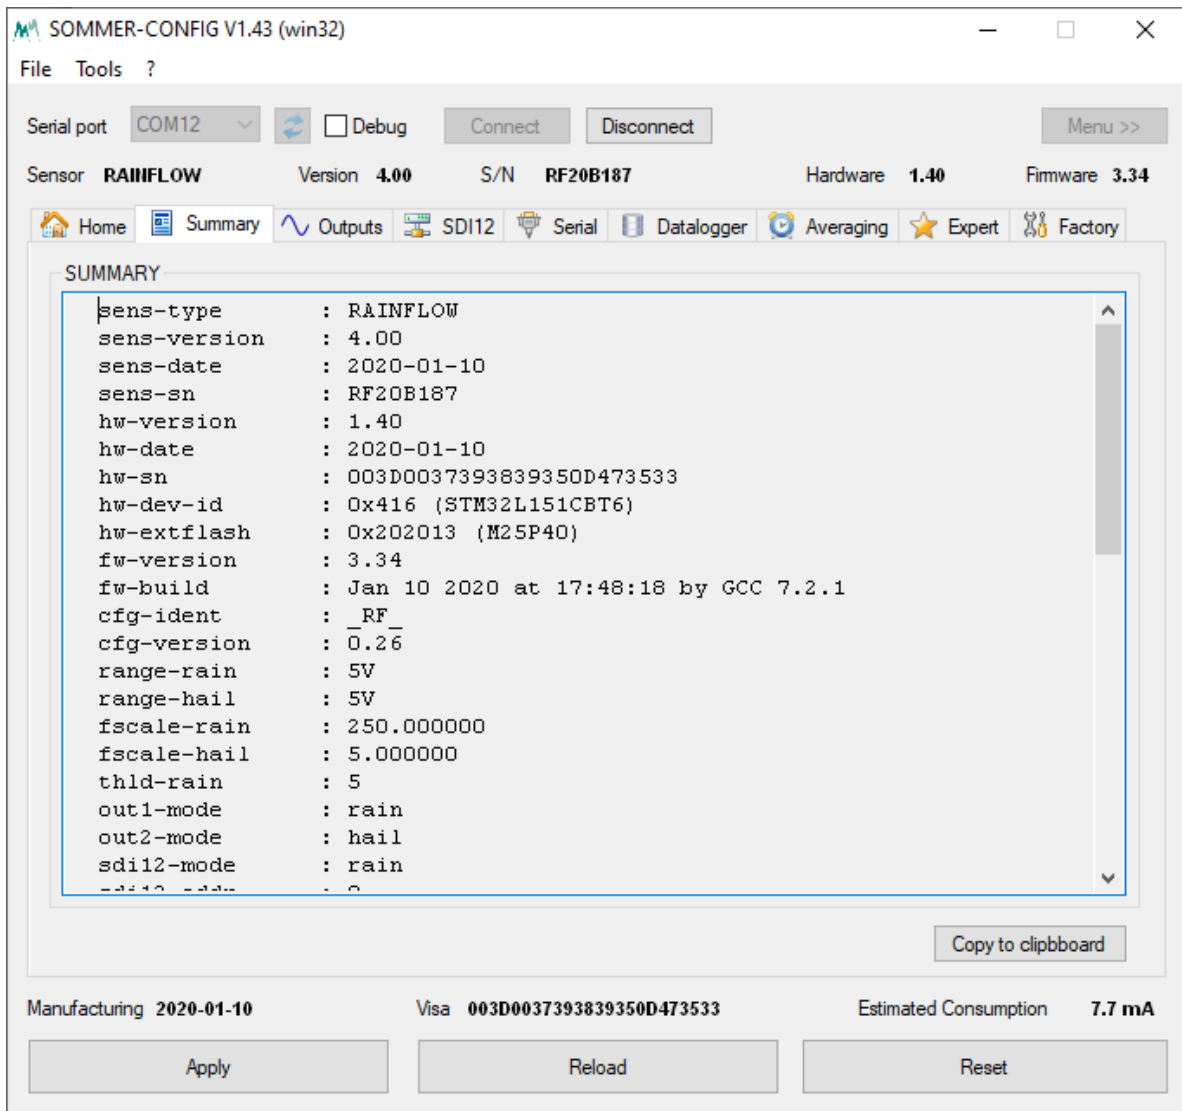 SOMMER-CONFIG V1.43 (win32)
File Tools ?
Serial port COM12 Debug Connect Disconnect Menu >>
Sensor RAINFLOW Version 4.00 S/N RF20B187 Hardware 1.40 Firmware 3.34
Home Summary Outputs SDI12 Serial Datalogger Averaging Expert Factory
SUMMARY
sens-type : RAINFLOW
sens-version : 4.00
sens-date : 2020-01-10
sens-sn : RF20B187
hw-version : 1.40
hw-date : 2020-01-10
hw-sn : 003D0037393839350D473533
hw-dev-id : 0x416 (STM32L151CBT6)
hw-extflash : 0x202013 (M25P40)
fw-version : 3.34
fw-build : Jan 10 2020 at 17:48:18 by GCC 7.2.1
cfg-ident : _RF_
cfg-version : 0.26
range-rain : 5V
range-hail : 5V
fscale-rain : 250.000000
fscale-hail : 5.000000
thld-rain : 5
out1-mode : rain
out2-mode : hail
sdi12-mode : rain
Copy to clipbboard
Manufacturing 2020-01-10 Visa 003D0037393839350D473533 Estimated Consumption 7.7 mA
Apply Reload Reset